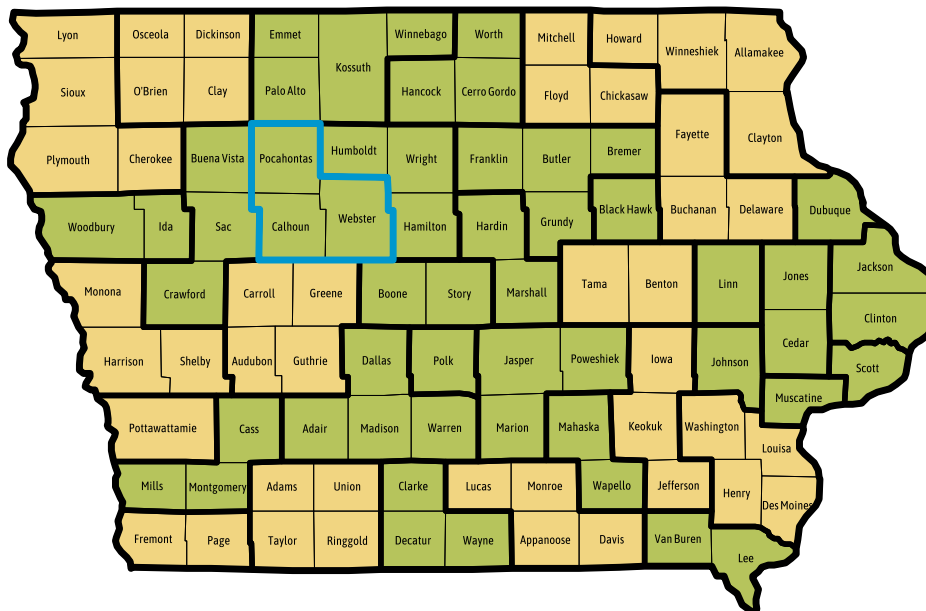 Lyon
Osceola
Dickinson
Emmet
Winnebago
Worth
Mitchell
Howard
Winneshiek
Allamakee
Kossuth
Sioux
O'Brien
Clay
Palo Alto
Hancock
Cerro Gordo
Floyd
Chickasaw
Fayette
Clayton
Plymouth
Cherokee
Buena Vista
Pocahontas
Humboldt
Wright
Franklin
Butler
Bremer
Woodbury
Ida
Sac
Calhoun
Webster
Hamilton
Hardin
Grundy
Black Hawk
Buchanan
Delaware
Dubuque
Monona
Crawford
Carroll
Greene
Boone
Story
Marshall
Tama
Benton
Linn
Jones
Jackson
Clinton
Cedar
Harrison
Shelby
Audubon
Guthrie
Dallas
Polk
Jasper
Poweshiek
Iowa
Johnson
Scott
Muscatine
Pottawattamie
Cass
Adair
Madison
Warren
Marion
Mahaska
Keokuk
Washington
Louisa
Mills
Montgomery
Adams
Union
Clarke
Lucas
Monroe
Wapello
Jefferson
Henry
Des Moines
Fremont
Page
Taylor
Ringgold
Decatur
Wayne
Appanoose
Davis
Van Buren
Lee